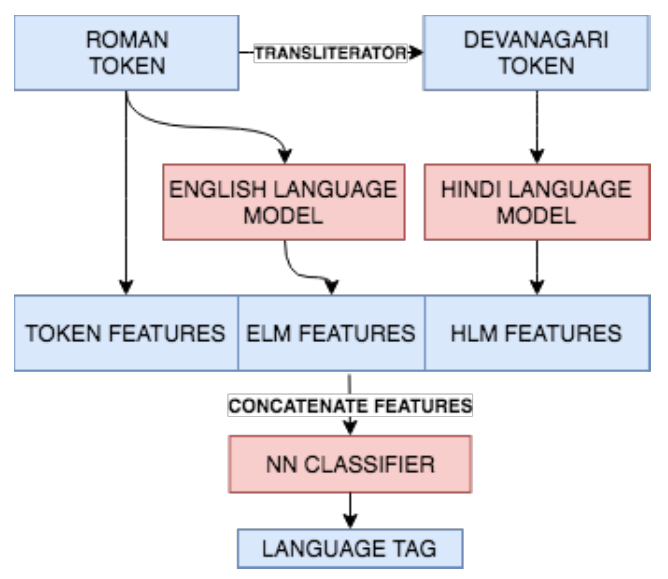 ROMAN
TOKEN
TRANSLITERATOR
DEVANAGARI
TOKEN
ENGLISH LANGUAGE
MODEL
HINDI LANGUAGE
MODEL
TOKEN FEATURES
ELM FEATURES
HLM FEATURES
CONCATENATE FEATURES
NN CLASSIFIER
LANGUAGE TAG